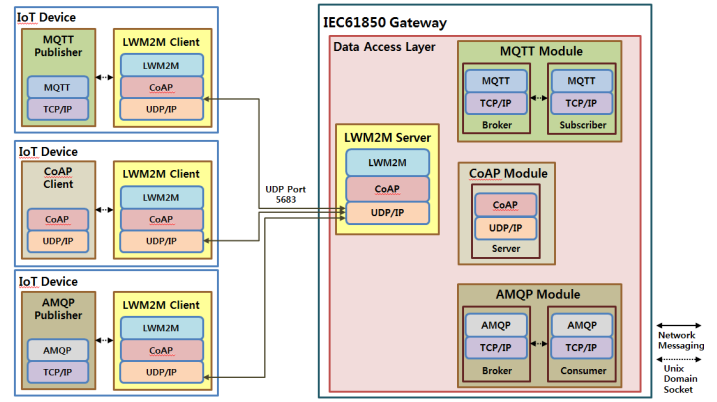 IoT Device
MQTT
Publisher
MQTT
TCP/IP
LWM2M Client
LWM2M
CoAP
UDP/IP
IoT Device
CoAP
Client
CoAP
UDP/IP
LWM2M Client
LWM2M
CoAP
UDP/IP
IoT Device
AMQP
Publisher
AMQP
TCP/IP
LWM2M Client
LWM2M
CoAP
UDP/IP
UDP Port
5683
IEC61850 Gateway
Data Access Layer
LWM2M Server
LWM2M
CoAP
UDP/IP
MQTT Module
MQTT
TCP/IP
Broker
MQTT
TCP/IP
Subscriber
CoAP Module
CoAP
UDP/IP
Server
AMQP Module
AMQP
TCP/IP
Broker
AMQP
TCP/IP
Consumer
Network
Messaging
Unix
Domain
Socket